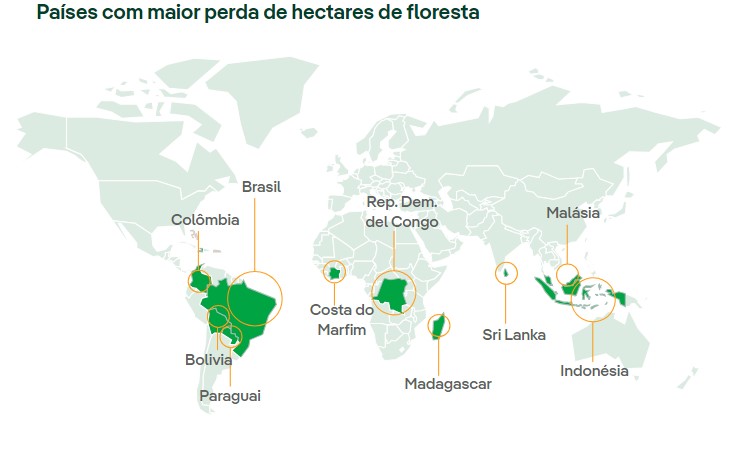 Países com maior perda de hectares de floresta
Brasil
Colômbia
Rep. Dem.
del Congo
Malásia
Costa do
Marfim
Sri Lanka
Bolivia
Indonésia
Madagascar
Paraguai